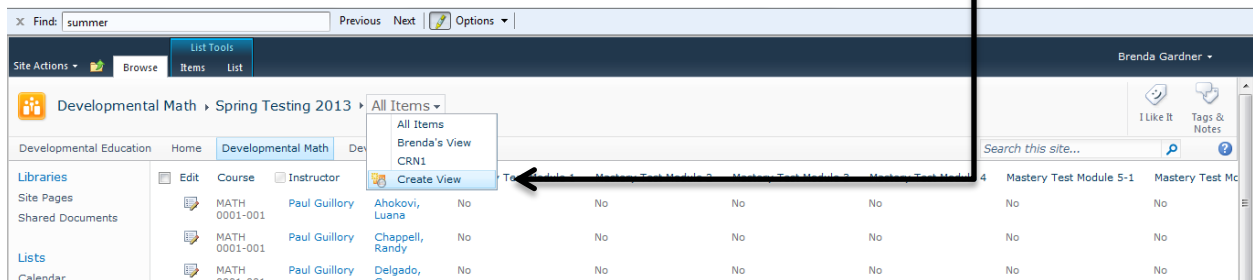 x Find: summer Previous Next Options
List Tools
Site Actions Browse Items List Brenda Gardner
Developmental Math Spring Testing 2013 All Items
I Like It Tags & Notes
All Items
Brenda's View
CRN1
Create View
Developmental Education Home Developmental Math Search this site... ?
Libraries Edit Course Instructor Mastery Test Module 5-1
Site Pages
Shared Documents
MATH 0001-001 Paul Guillory Ahokovi, Luana No No No No No No
MATH 0001-001 Paul Guillory Chappell, Randy No No No No No No
Lists
Calendar
MATH Paul Guillory Delgado, No No No No No No